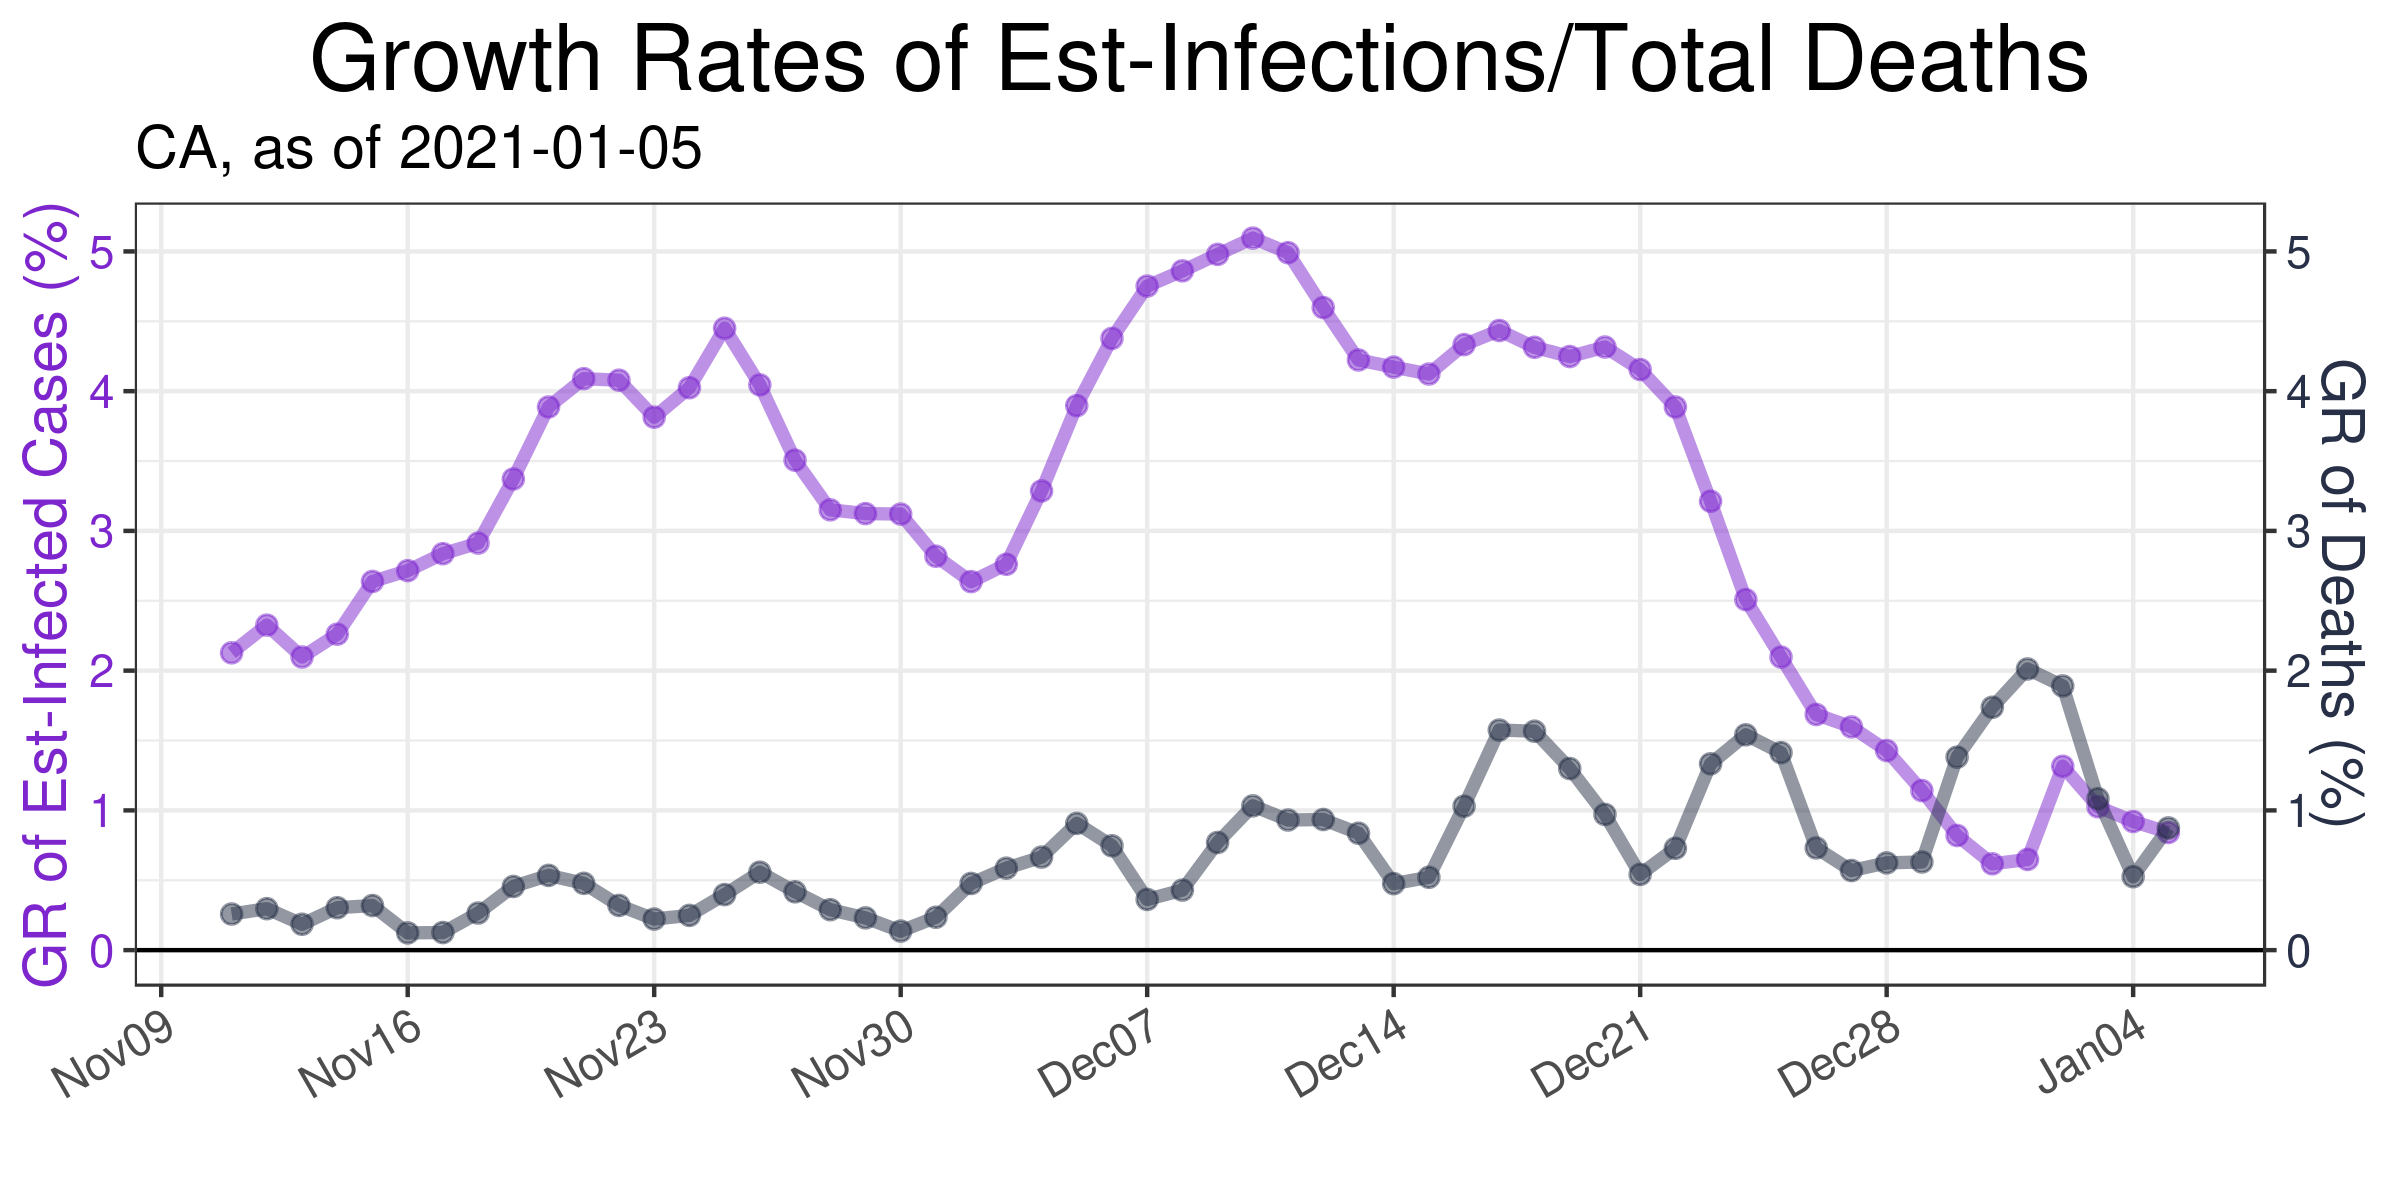 Growth Rates of Est-Infections/Total Deaths
CA, as of 2021-01-05
GR of Est-Infected Cases (%)
5
4
3
2
1
0
5
4
3
2
1
0
GR of Deaths (%)
Nov09
Nov16
Nov23
Nov30
Dec07
Dec14
Dec21
Dec28
Jan04